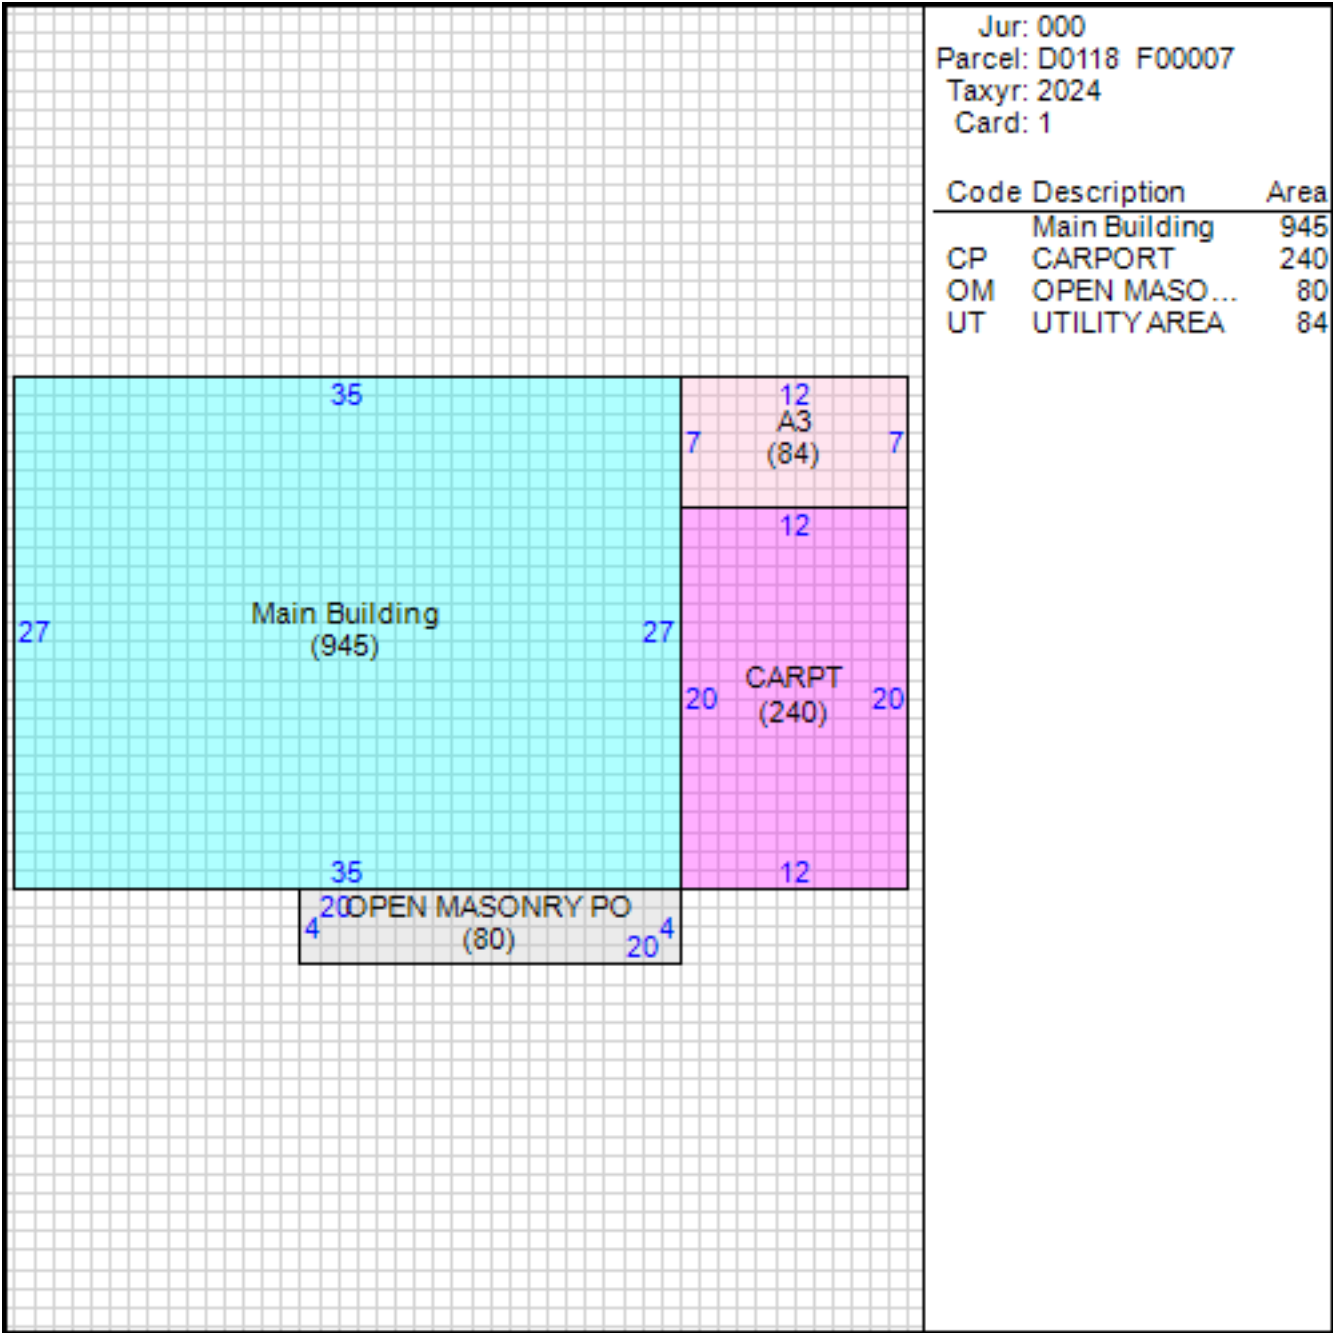 Jur: 000
Parcel: D0118 F00007
Taxyr: 2024
Card: 1
Code Description Area
Main Building 945
CP CARPORT 240
OM OPEN MASO... 80
UT UTILITY AREA 84
35
12
A3
7 7
(84)
12
Main Building
27 27
(945)
CARPT
20 20
(240)
35
12
20 OPEN MASONRY PO
4 4
(80)
20